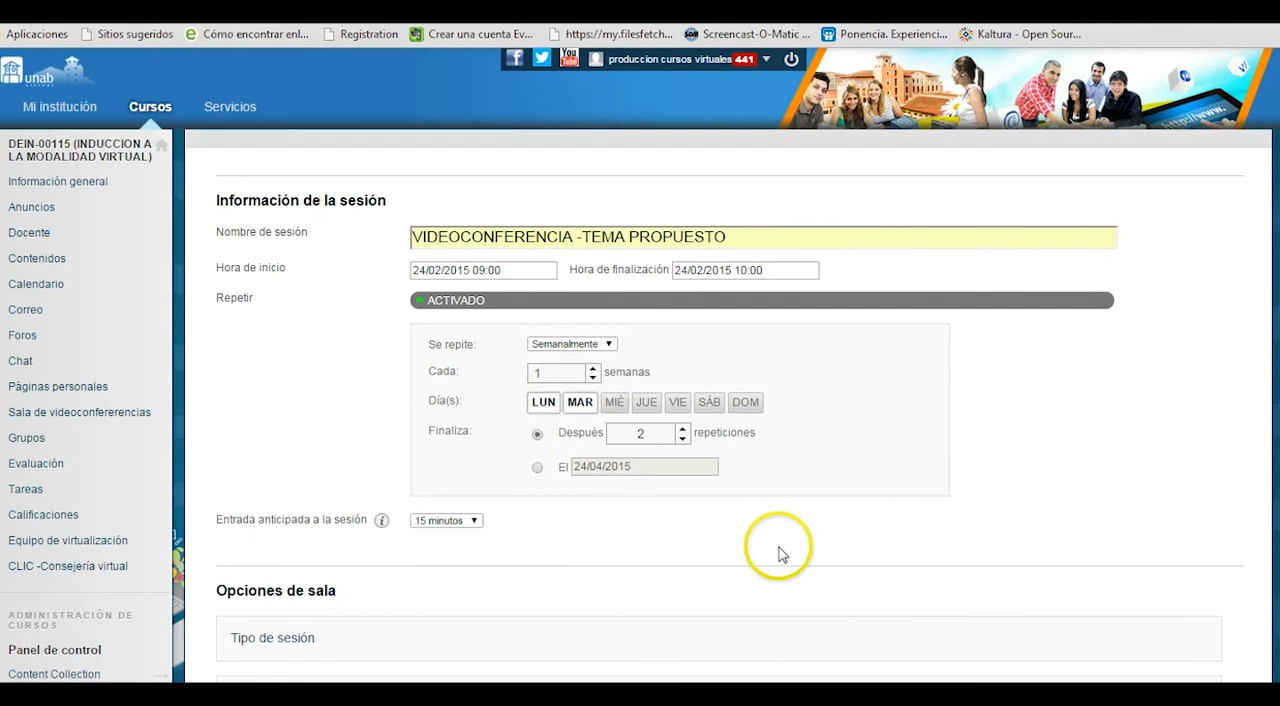 Aplicaciones Sitios sugeridos Cómo encontrar enl... Registration Crear una cuenta Ev... https://my.filesfetch... Screencast-O-Matic ... Ponencia. Experienci... Kaltura - Open Sour...
unab
produccion cursos virtuales 441
Mi institución Cursos Servicios
DEIN-00115 (INDUCCION A
LA MODALIDAD VIRTUAL)
Información general
Anuncios
Docente
Contenidos
Calendario
Correo
Foros
Chat
Páginas personales
Sala de videoconfererencias
Grupos
Evaluación
Tareas
Calificaciones
Equipo de virtualización
CLIC -Consejería virtual
ADMINISTRACIÓN DE
CURSOS
Panel de control
Content Collection
Información de la sesión
Nombre de sesión VIDEOCONFERENCIA -TEMA PROPUESTO
Hora de inicio 24/02/2015 09:00 Hora de finalización 24/02/2015 10:00
Repetir ACTIVADO
Se repite: Semanalmente
Cada: 1 semanas
Día(s): LUN MAR MIÉ JUE VIE SÁB DOM
Finaliza: Después 2 repeticiones
El 24/04/2015
Entrada anticipada a la sesión 15 minutos
Opciones de sala
Tipo de sesión